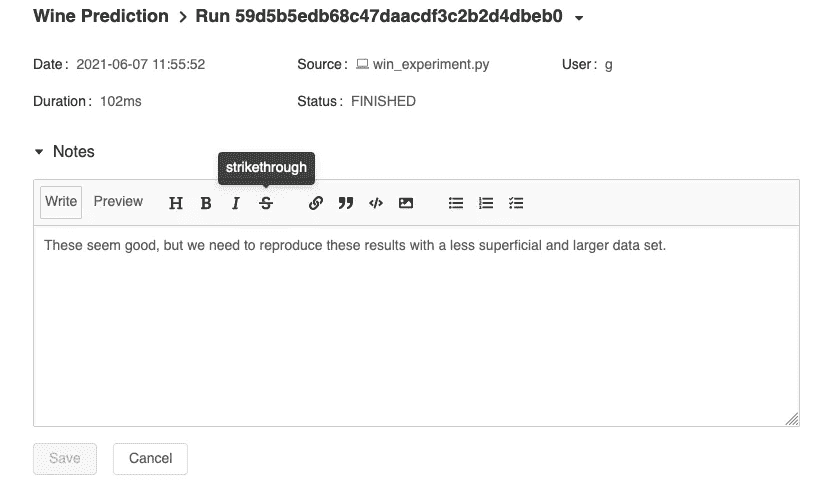 Wine Prediction > Run 59d5b5edb68c47daacdf3c2b2d4dbeb0
Date: 2021-06-07 11:55:52 Source: win_experiment.py User: g
Duration: 102ms Status: FINISHED
Notes
strikethrough
Write Preview H B I S
These seem good, but we need to reproduce these results with a less superficial and larger data set.
Save Cancel